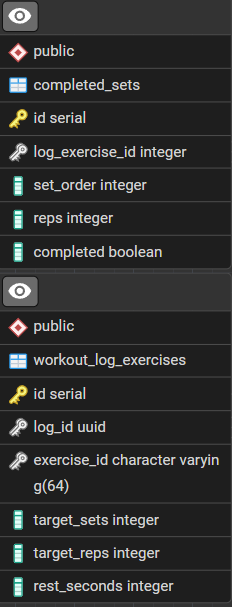 public
completed_sets
id serial
log_exercise_id integer
set_order integer
reps integer
completed boolean
public
workout_log_exercises
id serial
log_id uuid
exercise_id character varyin
g(64)
target_sets integer
target_reps integer
rest_seconds integer